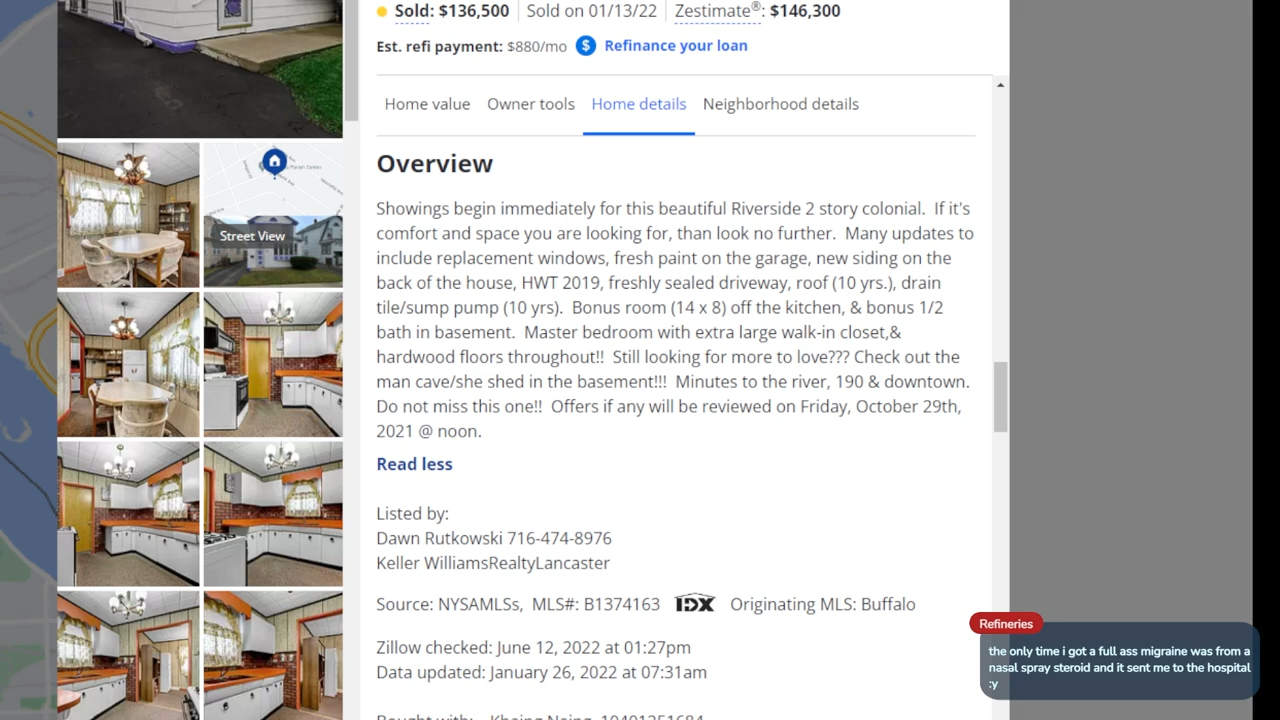 Sold: $136,500 Sold on 01/13/22 Zestimate®: $146,300
Est. refi payment: $880/mo $ Refinance your loan
Home value Owner tools Home details Neighborhood details
Overview
Showings begin immediately for this beautiful Riverside 2 story colonial.  If it's
comfort and space you are looking for, than look no further.  Many updates to
include replacement windows, fresh paint on the garage, new siding on the
back of the house, HWT 2019, freshly sealed driveway, roof (10 yrs.), drain
tile/sump pump (10 yrs).  Bonus room (14 x 8) off the kitchen, & bonus 1/2
bath in basement.  Master bedroom with extra large walk-in closet,&
hardwood floors throughout!!  Still looking for more to love??? Check out the
man cave/she shed in the basement!!!  Minutes to the river, 190 & downtown.
Do not miss this one!!  Offers if any will be reviewed on Friday, October 29th,
2021 @ noon.
Read less
Street View
Listed by:
Dawn Rutkowski 716-474-8976
Keller WilliamsRealtyLancaster
Source: NYSAMLSs,  MLS#: B1374163 IDX Originating MLS: Buffalo
Zillow checked: June 12, 2022 at 01:27pm
Data updated: January 26, 2022 at 07:31am
Refineries
the only time i got a full ass migraine was from a
nasal spray steroid and it sent me to the hospital
:y